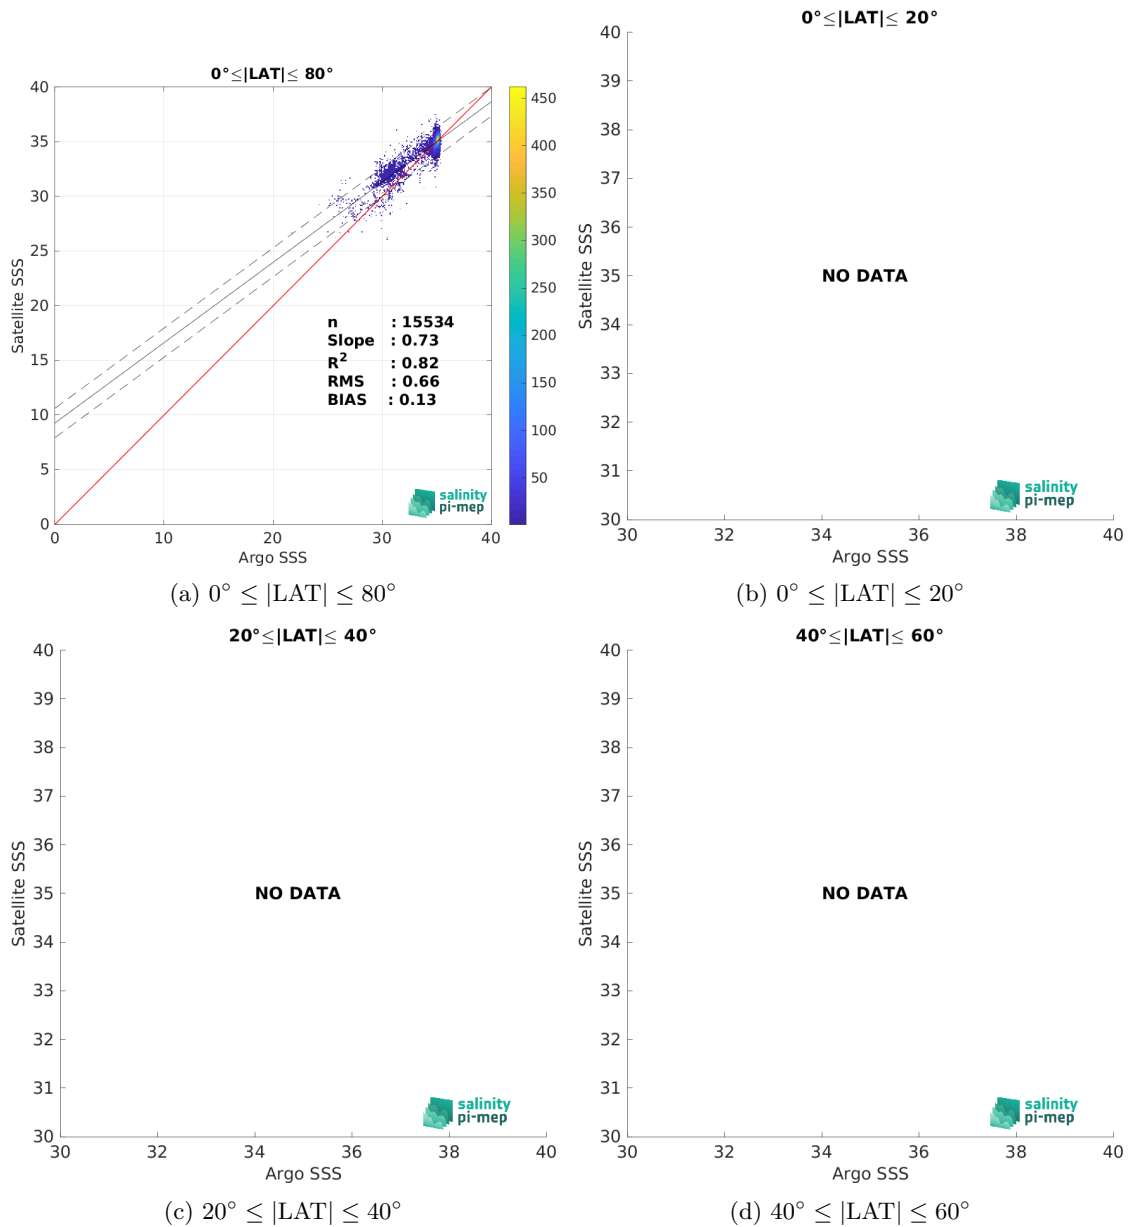 0°≤|LAT|≤ 80°
40
35
30
25
20
15
10
5
0
0
10
20
30
40
Satellite SSS
Argo SSS
n : 15534
Slope : 0.73
R² : 0.82
RMS : 0.66
BIAS : 0.13
450
400
350
300
250
200
150
100
50
salinity
pi-mep
(a) 0° ≤ |LAT| ≤ 80°
0°≤|LAT|≤ 20°
40
39
38
37
36
35
34
33
32
31
30
30
32
34
36
38
40
Satellite SSS
Argo SSS
NO DATA
salinity
pi-mep
(b) 0° ≤ |LAT| ≤ 20°
20°≤|LAT|≤ 40°
40
39
38
37
36
35
34
33
32
31
30
30
32
34
36
38
40
Satellite SSS
Argo SSS
NO DATA
salinity
pi-mep
(c) 20° ≤ |LAT| ≤ 40°
40°≤|LAT|≤ 60°
40
39
38
37
36
35
34
33
32
31
30
30
32
34
36
38
40
Satellite SSS
Argo SSS
NO DATA
salinity
pi-mep
(d) 40° ≤ |LAT| ≤ 60°